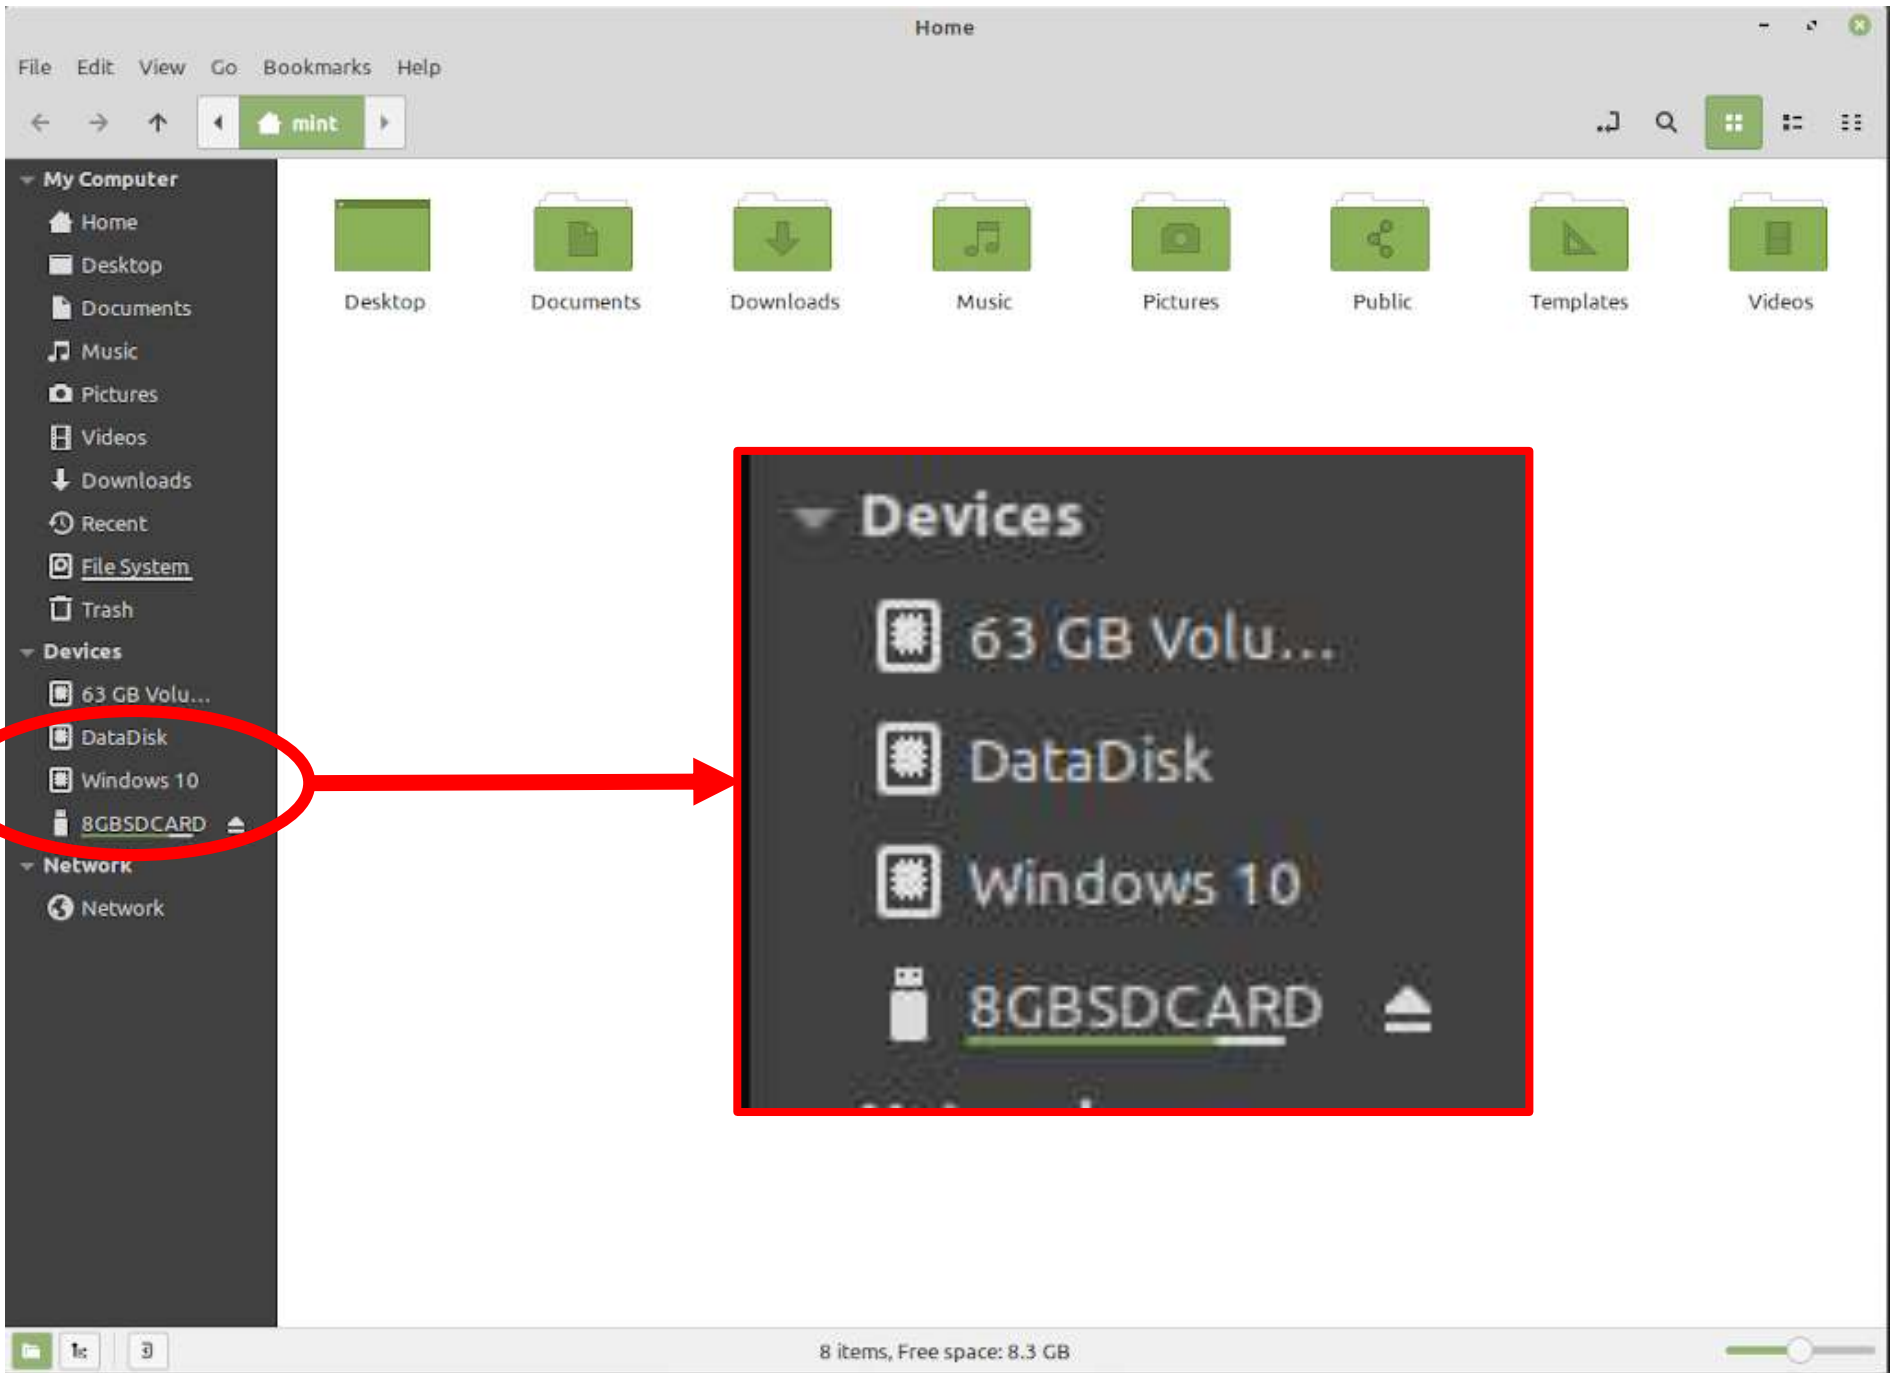 Home
File Edit View Go Bookmarks Help
mint
My Computer
Home
Desktop
Documents
Music
Pictures
Videos
Downloads
Recent
File System
Trash
Devices
63 GB Volu...
DataDisk
Windows 10
8GBSDCARD
Network
Network
Desktop Documents Downloads Music Pictures Public Templates Videos
Devices
63 GB Volu...
DataDisk
Windows 10
8GBSDCARD
8 items, Free space: 8.3 GB